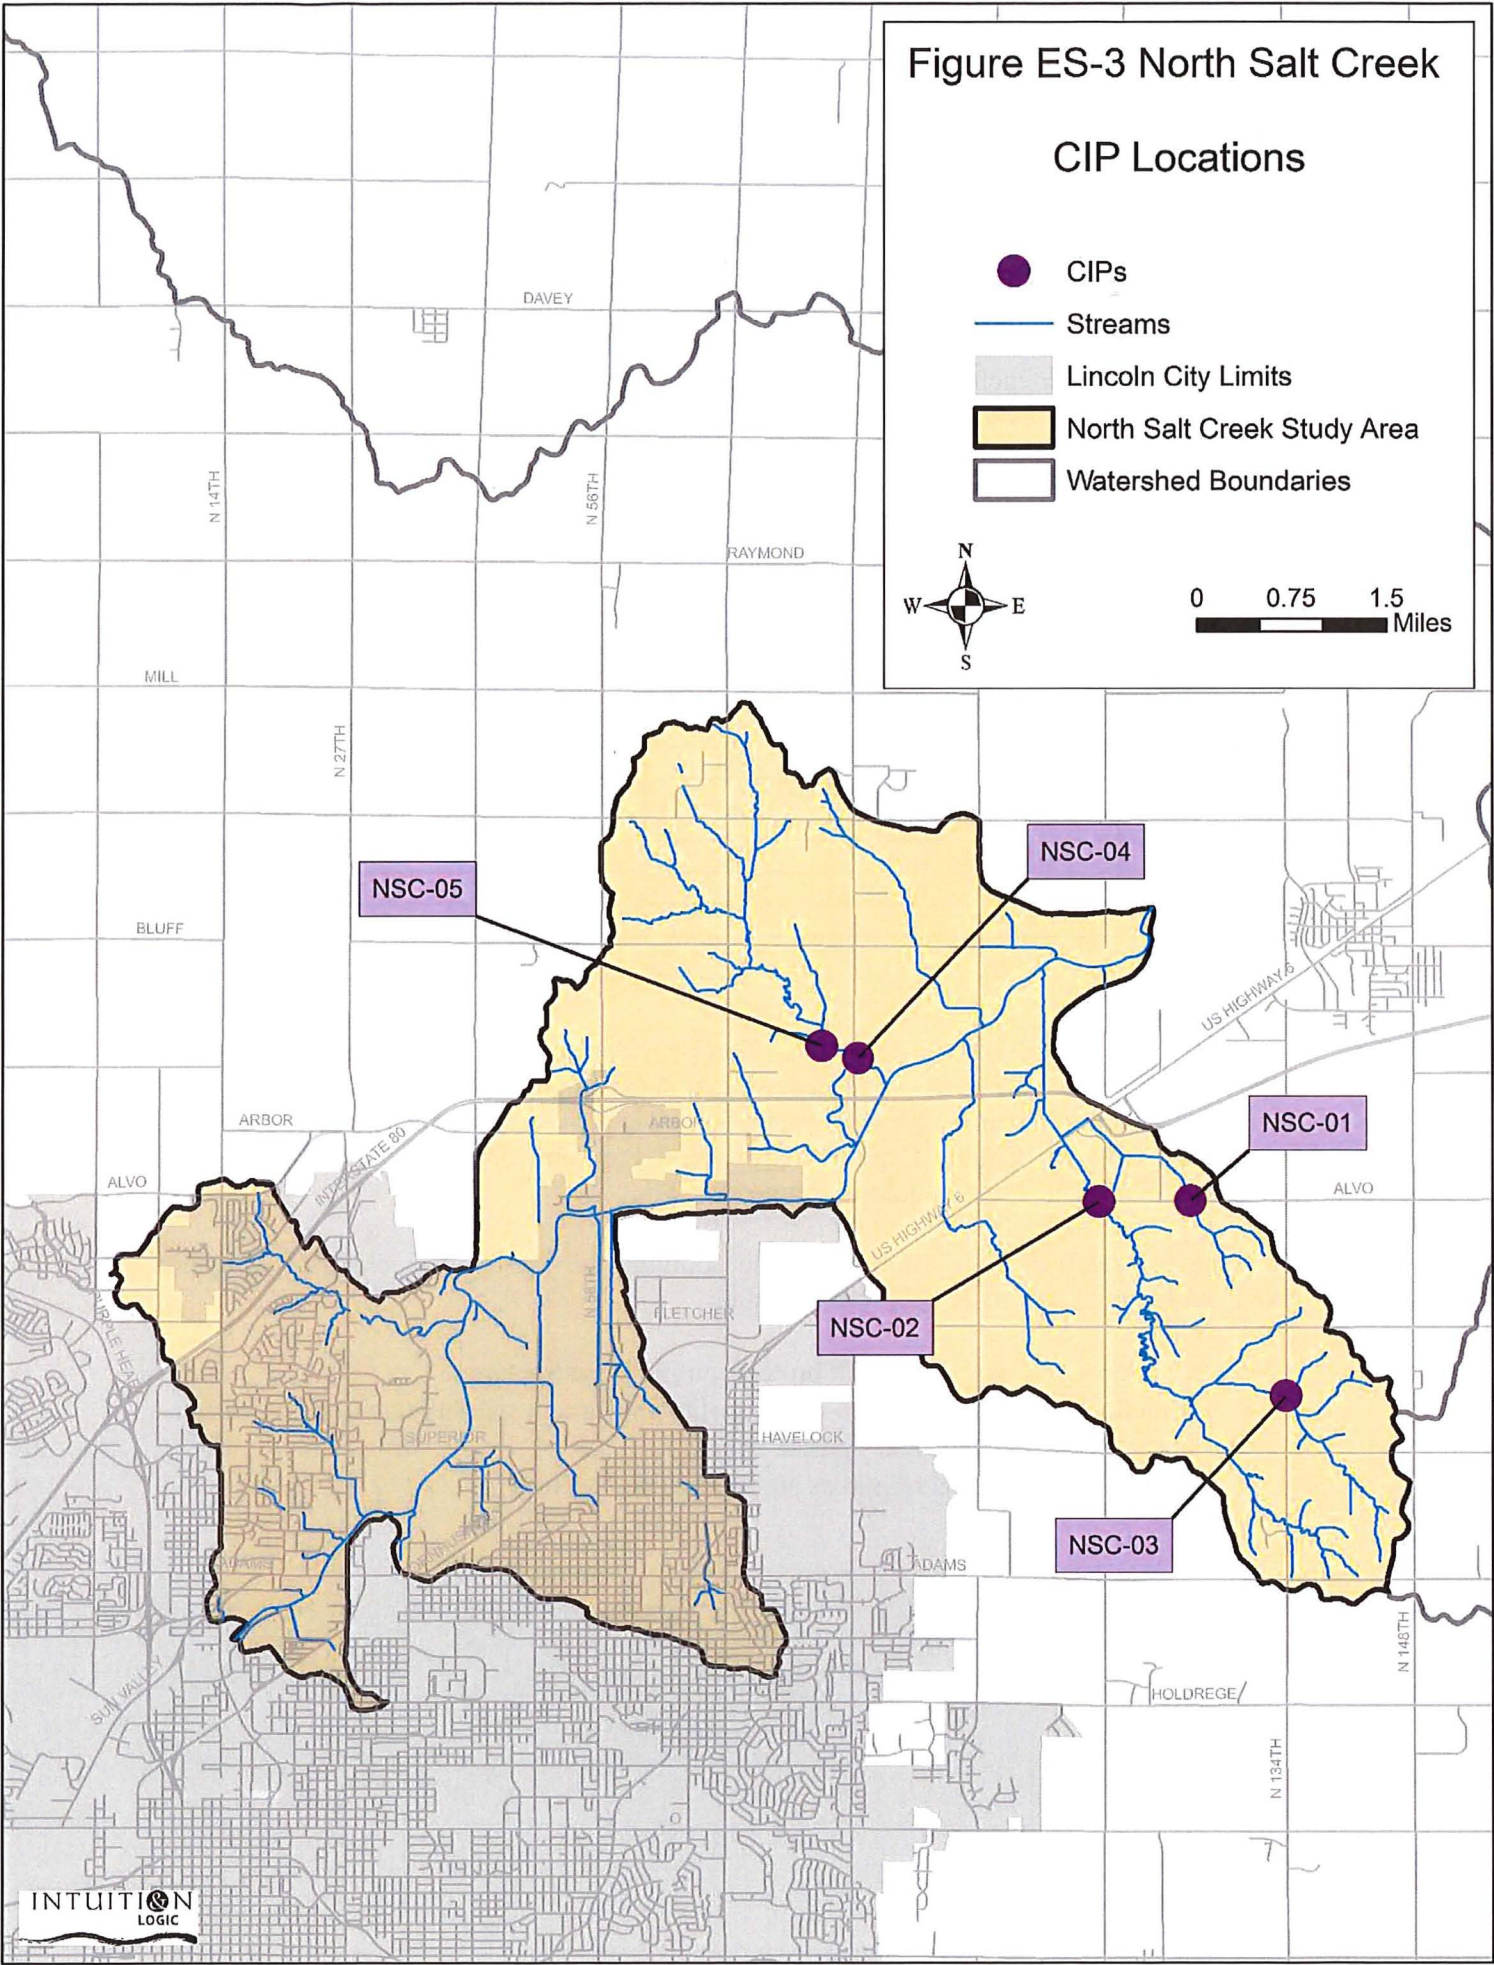 Figure ES-3 North Salt Creek
CIP Locations
CIPs
Streams
Lincoln City Limits
North Salt Creek Study Area
Watershed Boundaries
N
W E
S
0 0.75 1.5
Miles
DAVEY
N 14TH
N 56TH
RAYMOND
MILL
N 27TH
NSC-04
NSC-05
BLUFF
US HIGHWAY 6
NSC-01
ARBOR
ARBOR
INTERSTATE 80
ALVO
ALVO
US HIGHWAY 6
N 56TH
FLETCHER
NSC-02
SUPERIOR
HAVELOCK
NSC-03
ADAMS
ADAMS
SUN VALLEY
N 148TH
HOLDREGE
N 134TH
INTUITI&N
LOGIC